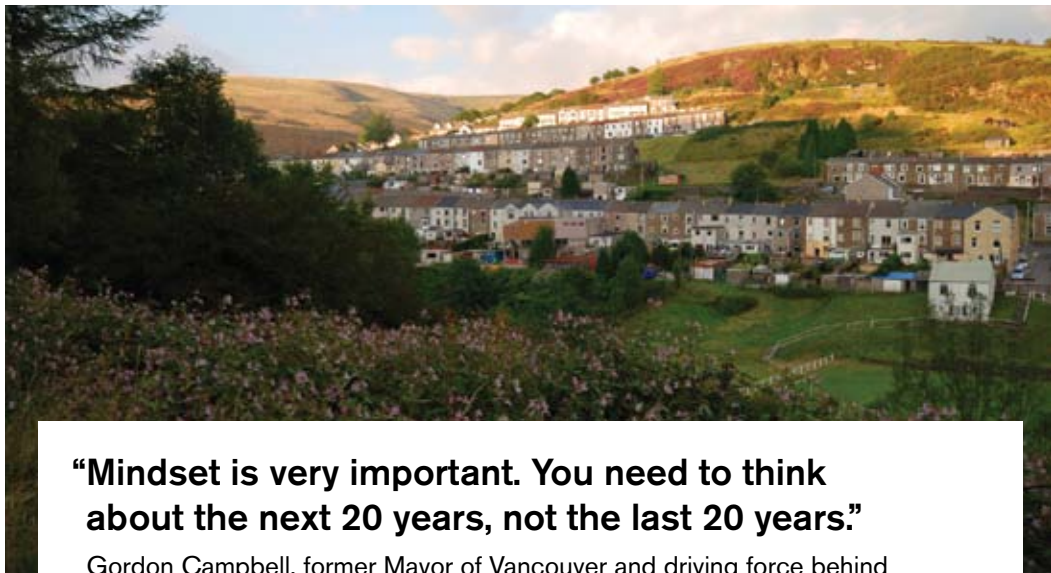 “Mindset is very important. You need to think
about the next 20 years, not the last 20 years.”
Gordon Campbell, former Mayor of Vancouver and driving force behind